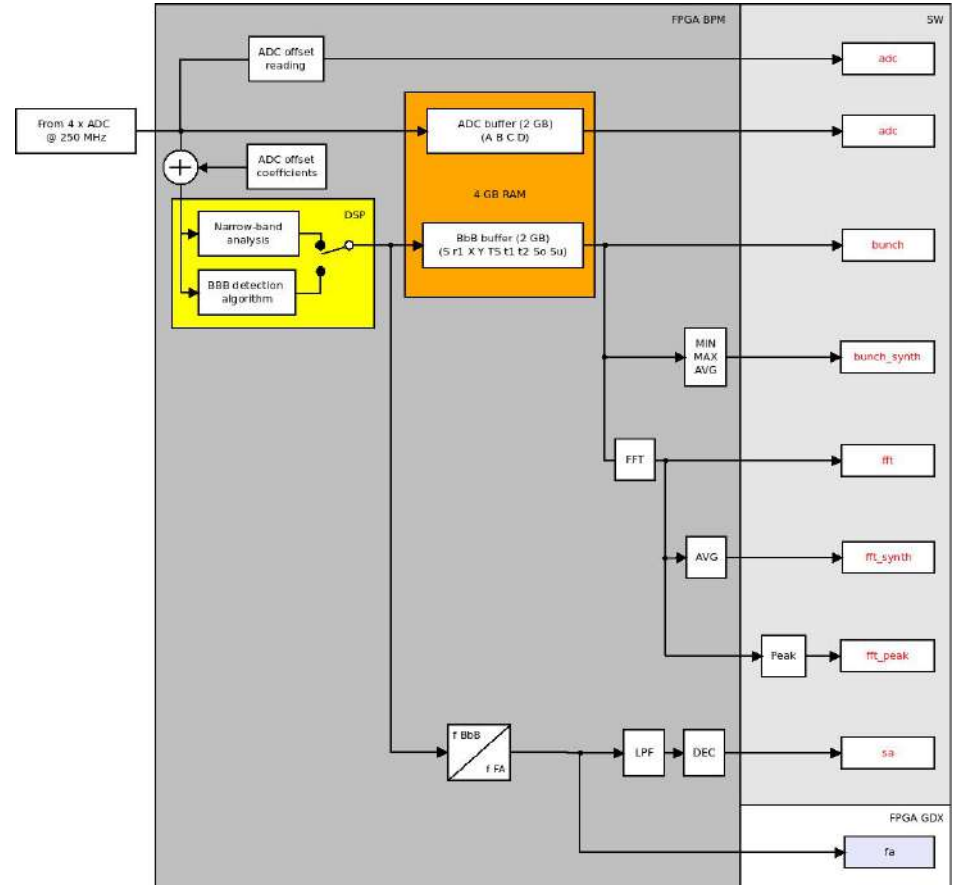 FPGA BPM
SW
ADC offset
reading
adc
From 4 x ADC
@ 250 MHz
ADC buffer (2 GB)
(A B C D)
adc
+
ADC offset
coefficients
4 GB RAM
DSP
Narrow-band
analysis
BbB buffer (2 GB)
(S r1 X Y TS t1 t2 So Su)
bunch
BBB detection
algorithm
MIN
MAX
AVG
bunch_synth
FFT
fft
AVG
fft_synth
Peak
fft_peak
f BbB
f FA
LPF
DEC
sa
FPGA GDX
fa